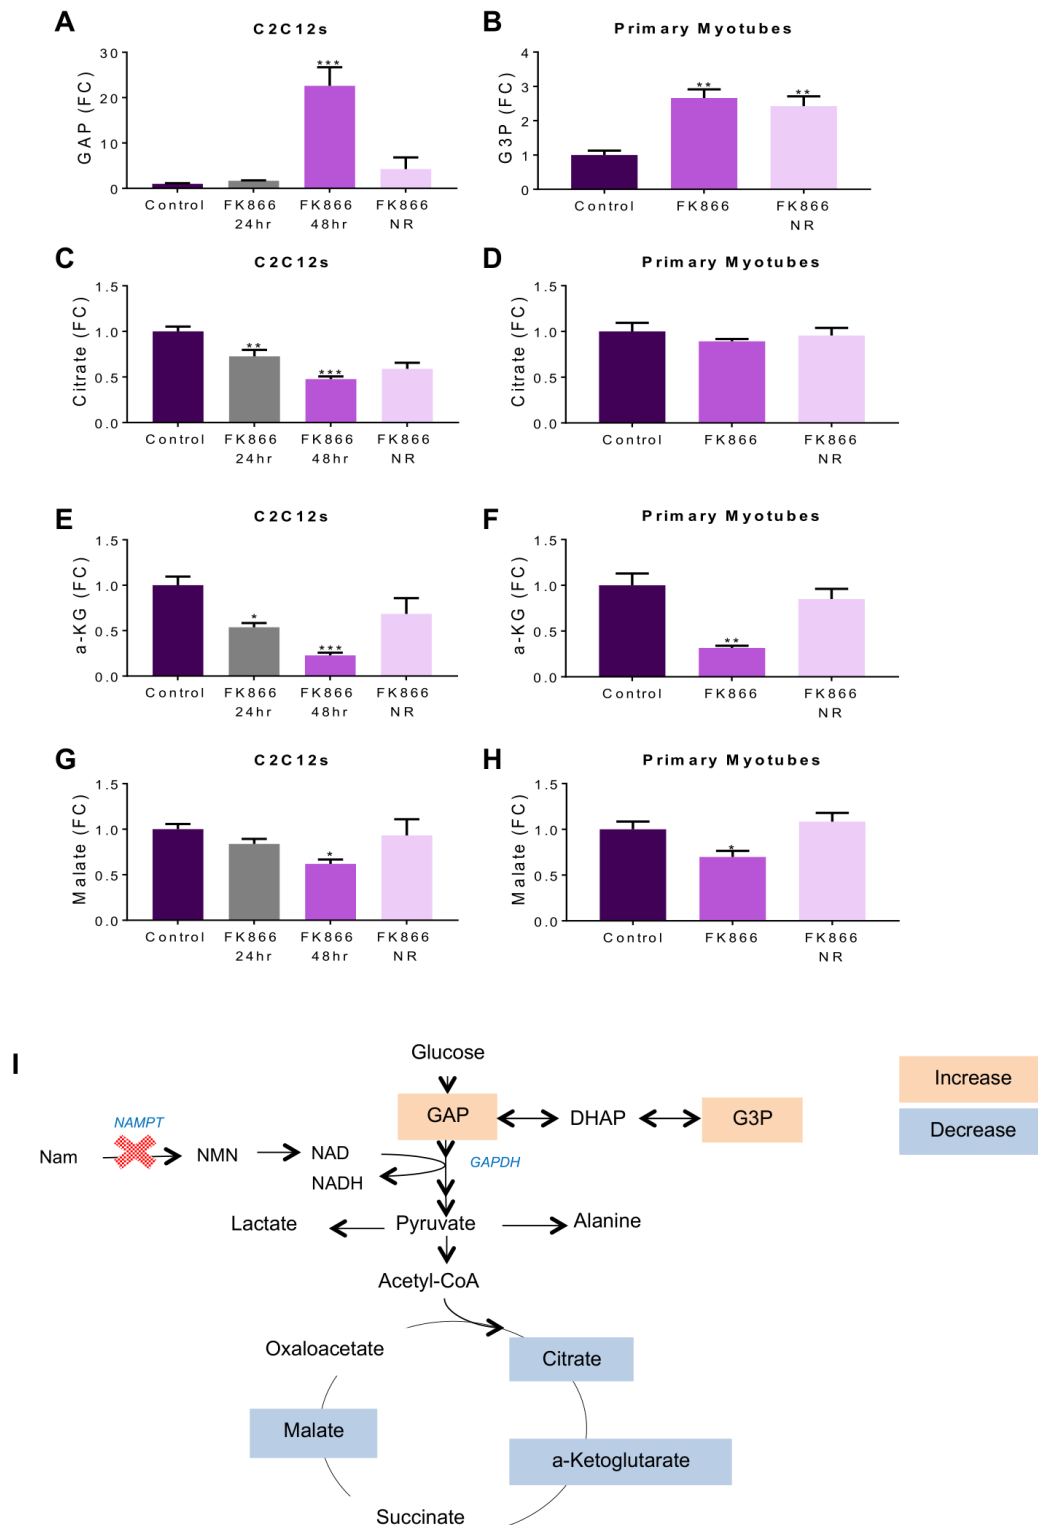 A
C2C12s
GAP (FC)
30
20
10
0
***
Control
FK866
24hr
FK866
48hr
FK866
NR
B
Primary Myotubes
G3P (FC)
4
3
2
1
0
**
**
Control
FK866
FK866
NR
C
C2C12s
Citrate (FC)
1.5
1.0
0.5
0.0
**
***
Control
FK866
24hr
FK866
48hr
FK866
NR
D
Primary Myotubes
Citrate (FC)
1.5
1.0
0.5
0.0
Control
FK866
FK866
NR
E
C2C12s
a-KG (FC)
1.5
1.0
0.5
0.0
*
***
Control
FK866
24hr
FK866
48hr
FK866
NR
F
Primary Myotubes
a-KG (FC)
1.5
1.0
0.5
0.0
**
Control
FK866
FK866
NR
G
C2C12s
Malate (FC)
1.5
1.0
0.5
0.0
*
Control
FK866
24hr
FK866
48hr
FK866
NR
H
Primary Myotubes
Malate (FC)
1.5
1.0
0.5
0.0
*
Control
FK866
FK866
NR
I
Glucose
Increase
GAP
DHAP
G3P
Decrease
NAMPT
Nam
NMN
NAD
GAPDH
NADH
Lactate
Pyruvate
Alanine
Acetyl-CoA
Oxaloacetate
Citrate
Malate
a-Ketoglutarate
Succinate